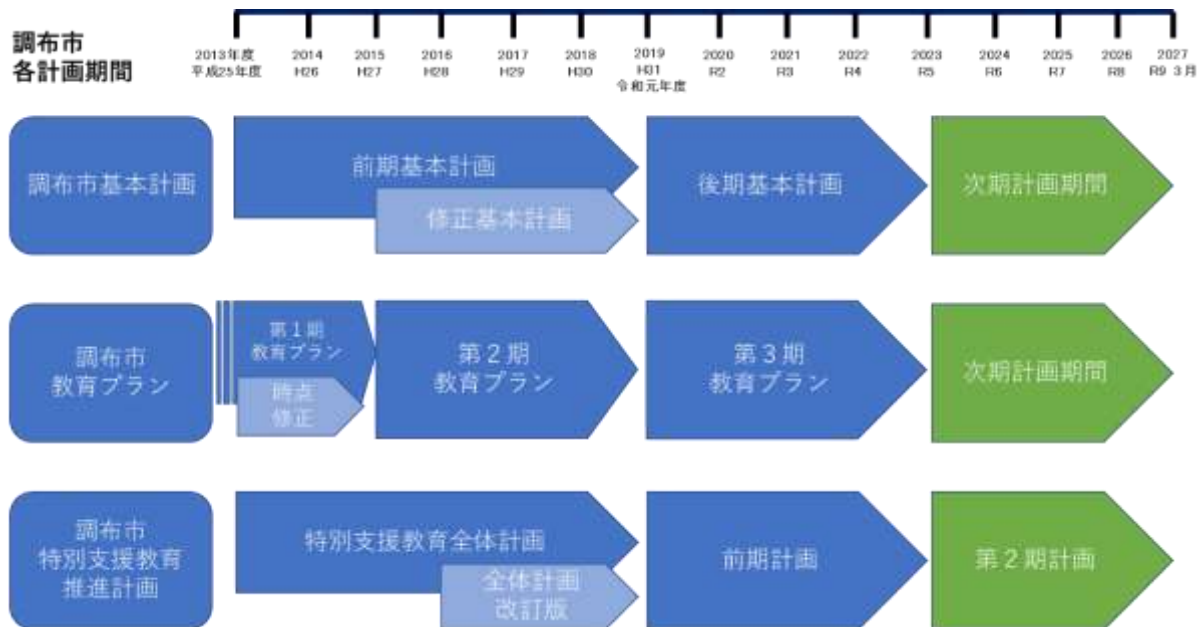 調布市
各計画期間
2013年度
平成25年度
2014
H26
2015
H27
2016
H28
2017
H29
2018
H30
2019
H31
令和元年度
2020
R2
2021
R3
2022
R4
2023
R5
2024
R6
2025
R7
2026
R8
2027
R9 3月
調布市基本計画
前期基本計画
修正基本計画
後期基本計画
次期計画期間
調布市
教育プラン
第1期
教育プラン
時点
修正
第2期
教育プラン
第3期
教育プラン
次期計画期間
調布市
特別支援教育
推進計画
特別支援教育全体計画
全体計画
改訂版
前期計画
第2期計画